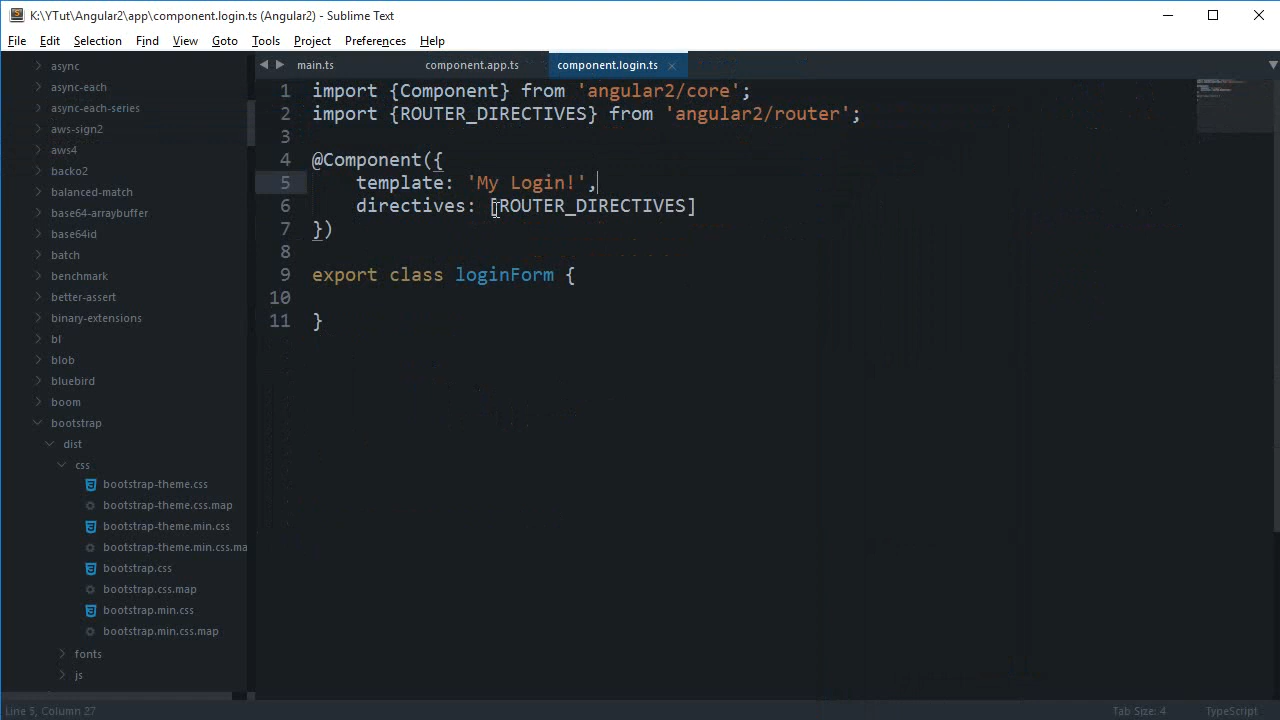 K:\YTut\Angular2\app\component.login.ts (Angular2) - Sublime Text
File Edit Selection Find View Goto Tools Project Preferences Help
async
async-each
async-each-series
aws-sign2
aws4
backo2
balanced-match
base64-arraybuffer
base64id
batch
benchmark
better-assert
binary-extensions
bl
blob
bluebird
boom
bootstrap
dist
css
bootstrap-theme.css
bootstrap-theme.css.map
bootstrap-theme.min.css
bootstrap-theme.min.css.ma
bootstrap.css
bootstrap.css.map
bootstrap.min.css
bootstrap.min.css.map
fonts
js
main.ts component.app.ts component.login.ts
1 import {Component} from 'angular2/core';
2 import {ROUTER_DIRECTIVES} from 'angular2/router';
3
4 @Component({
5 template: 'My Login!',
6 directives: [ROUTER_DIRECTIVES]
7 })
8
9 export class loginForm {
10
11 }
Line 5, Column 27 Tab Size: 4 TypeScript